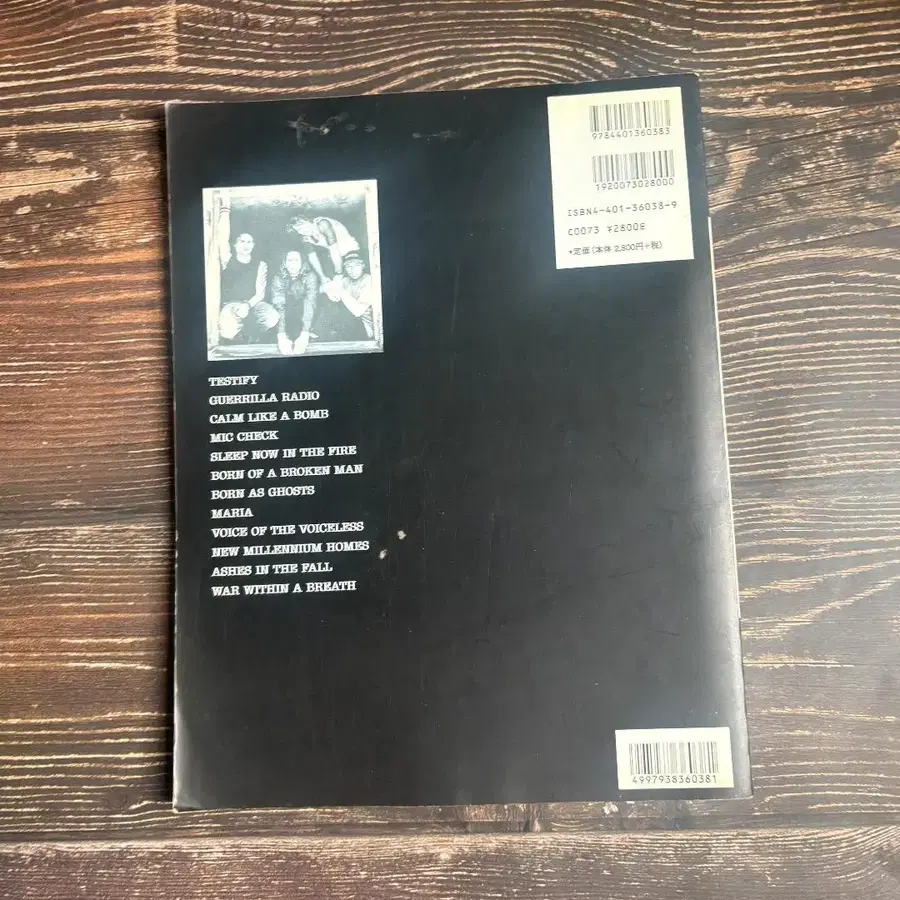 9784401360383
1920073028000
ISBN4-401-36038-9
C0073 ¥2800E
•定価(本体2,800円+税)
TESTIFY
GUERRILLA RADIO
CALM LIKE A BOMB
MIC CHECK
SLEEP NOW IN THE FIRE
BORN OF A BROKEN MAN
BORN AS GHOSTS
MARIA
VOICE OF THE VOICELESS
NEW MILLENNIUM HOMES
ASHES IN THE FALL
WAR WITHIN A BREATH
4997938360381